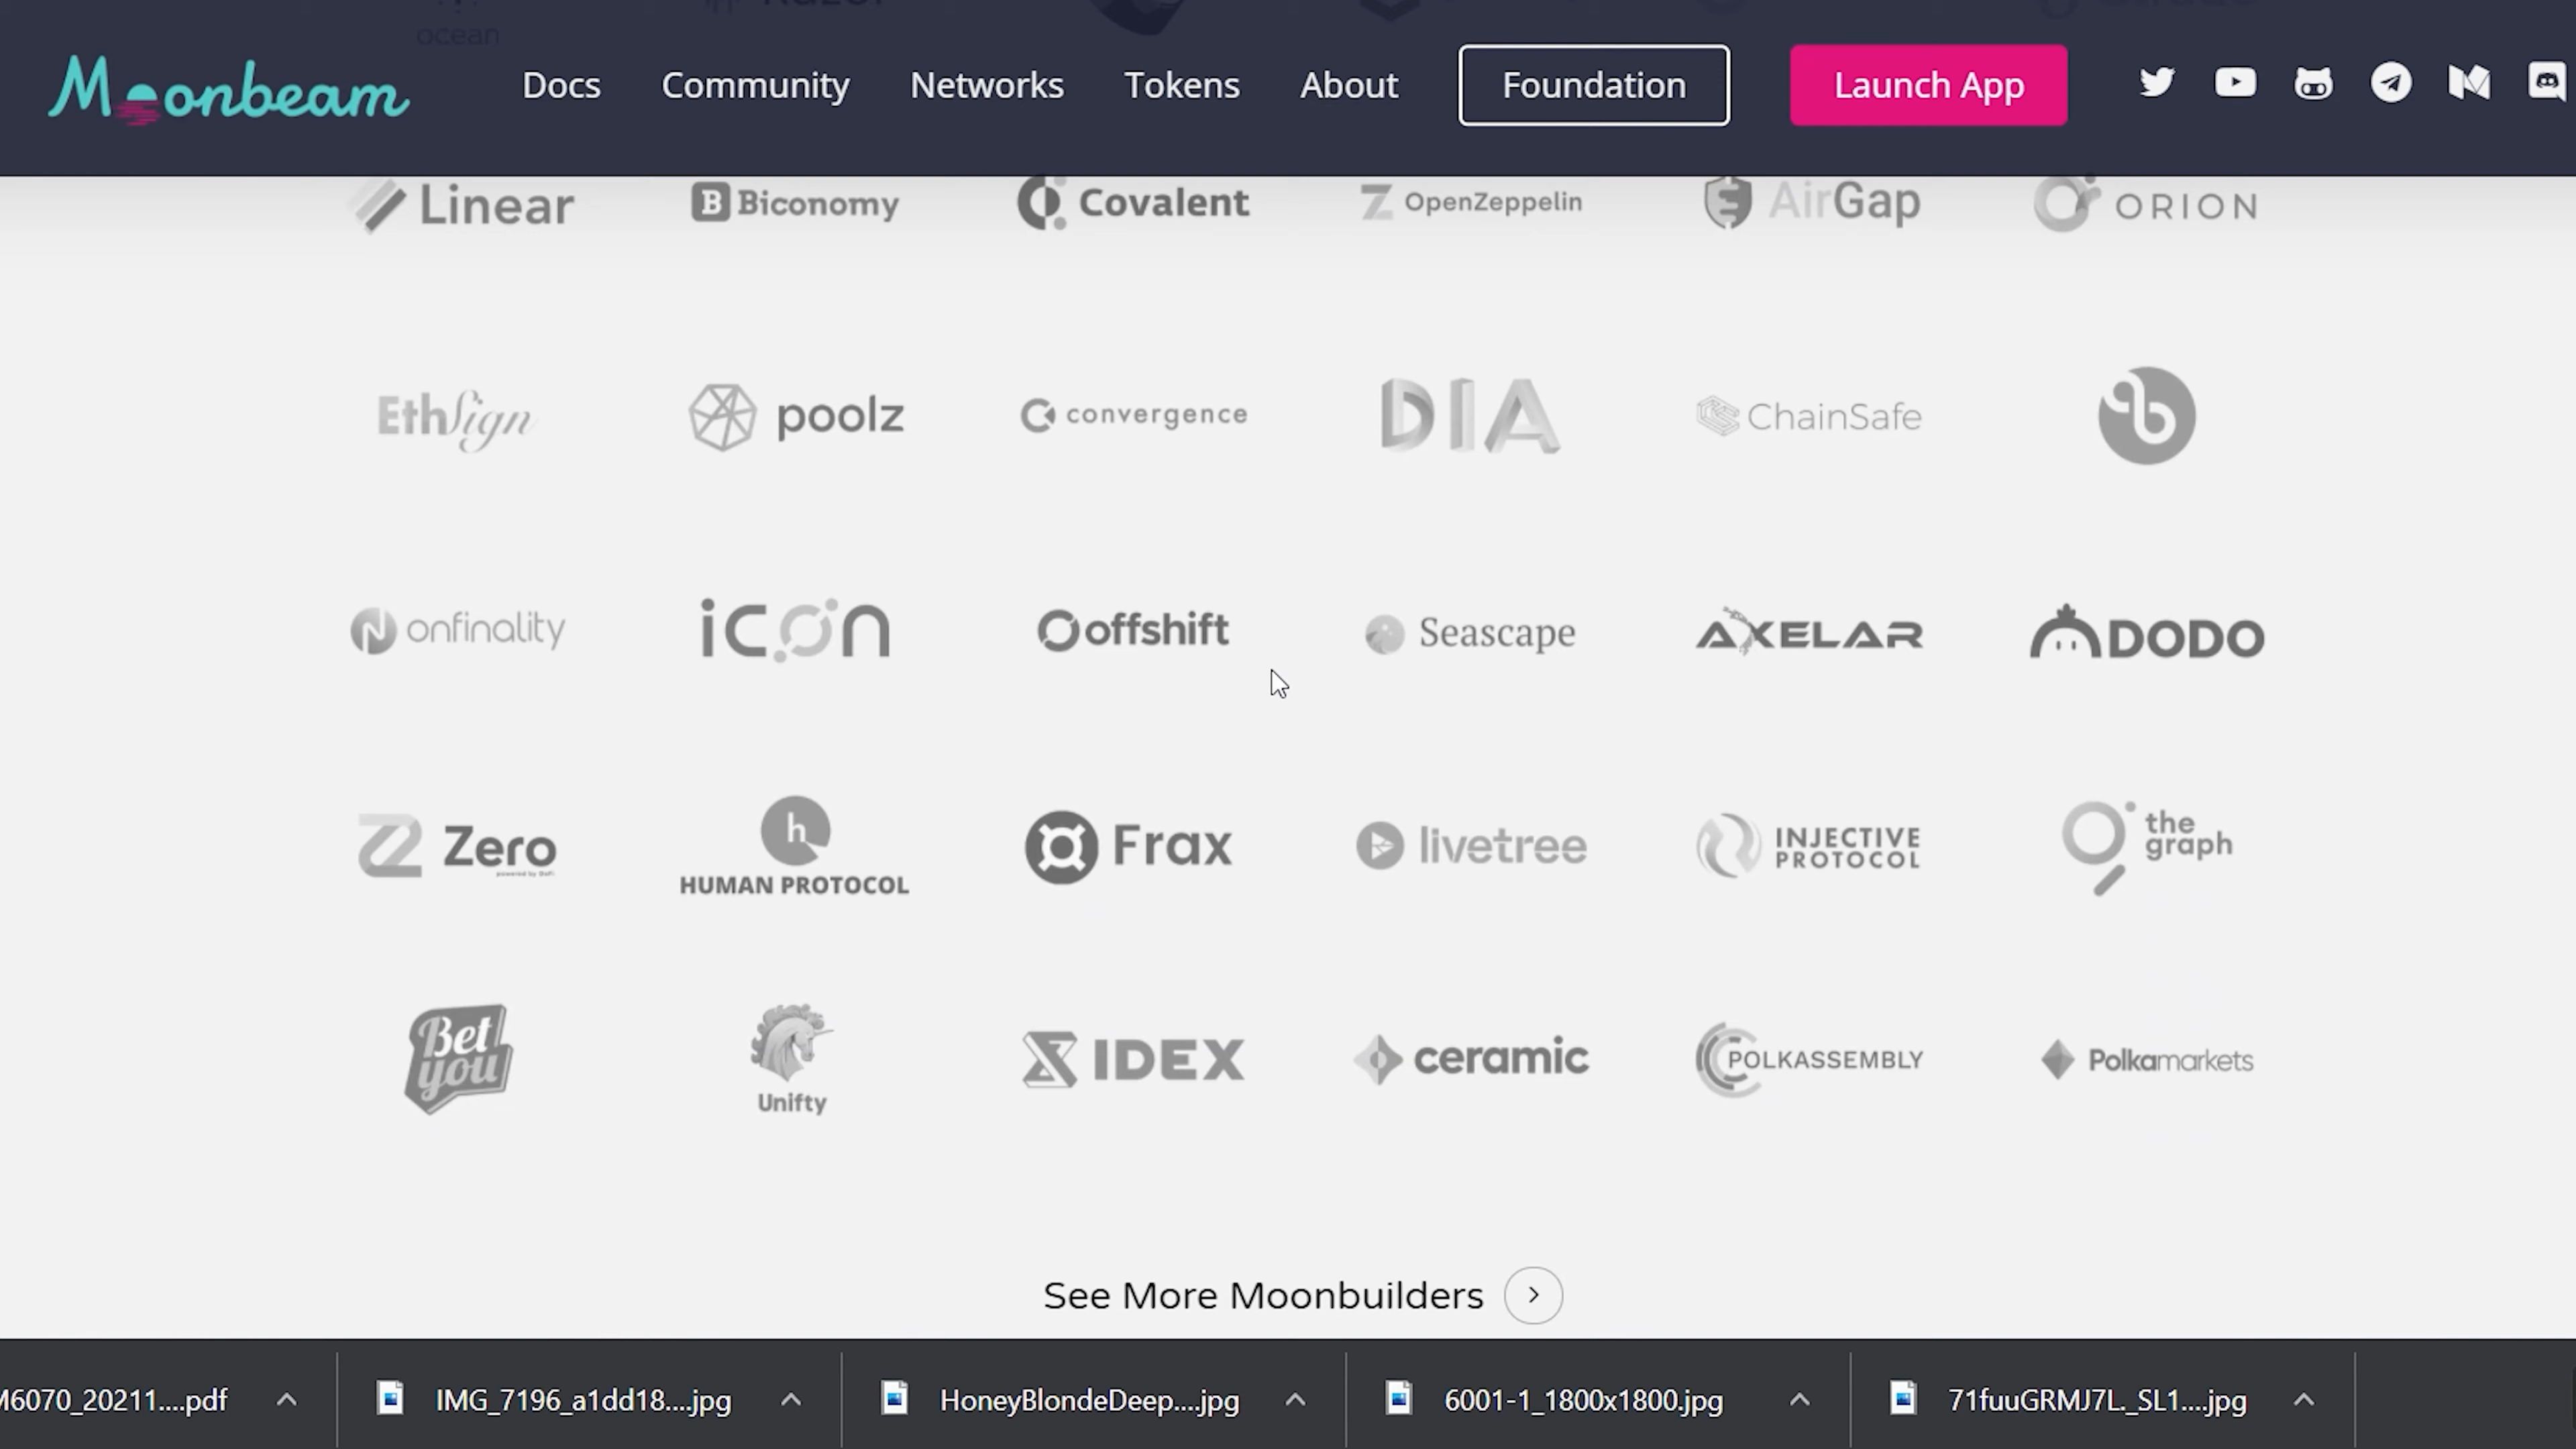 ocean
Moonbeam Docs Community Networks Tokens About Foundation Launch App
Linear Biconomy Covalent OpenZeppelin AirGap ORION
EthSign poolz convergence DIA ChainSafe
onfinality icon offshift Seascape AXELAR DODO
Zero
HUMAN PROTOCOL
Frax livetree
INJECTIVE
PROTOCOL
the
graph
Bet
you
Unifty
IDEX ceramic POLKASSEMBLY Polkamarkets
See More Moonbuilders
M6070_20211....pdf IMG_7196_a1dd18....jpg HoneyBlondeDeep....jpg 6001-1_1800x1800.jpg 71fuuGRMJ7L._SL1....jpg